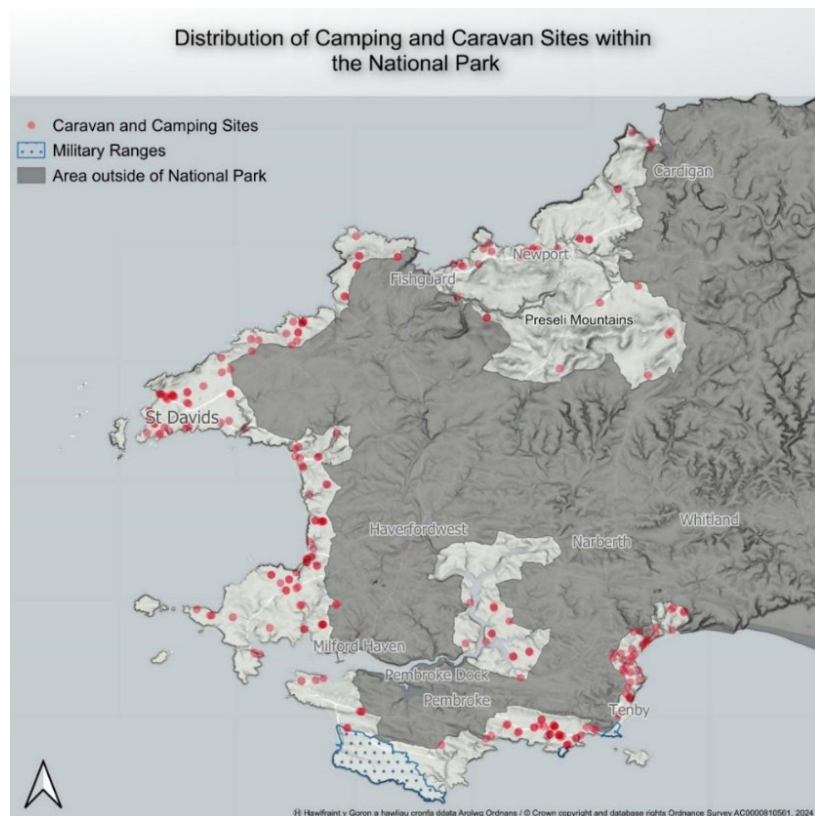 Distribution of Camping and Caravan Sites within
the National Park
Caravan and Camping Sites
Military Ranges
Area outside of National Park
Cardigan
Newport
Fishguard
Preseli Mountains
St Davids
Haverfordwest
Narberth
Whitland
Milford Haven
Pembroke Dock
Pembroke
Tenby
(H) Hawlfraint y Goron a hawliau cronfa ddata Arolwg Ordnans / © Crown copyright and database rights Ordnance Survey AC0000810561, 2024